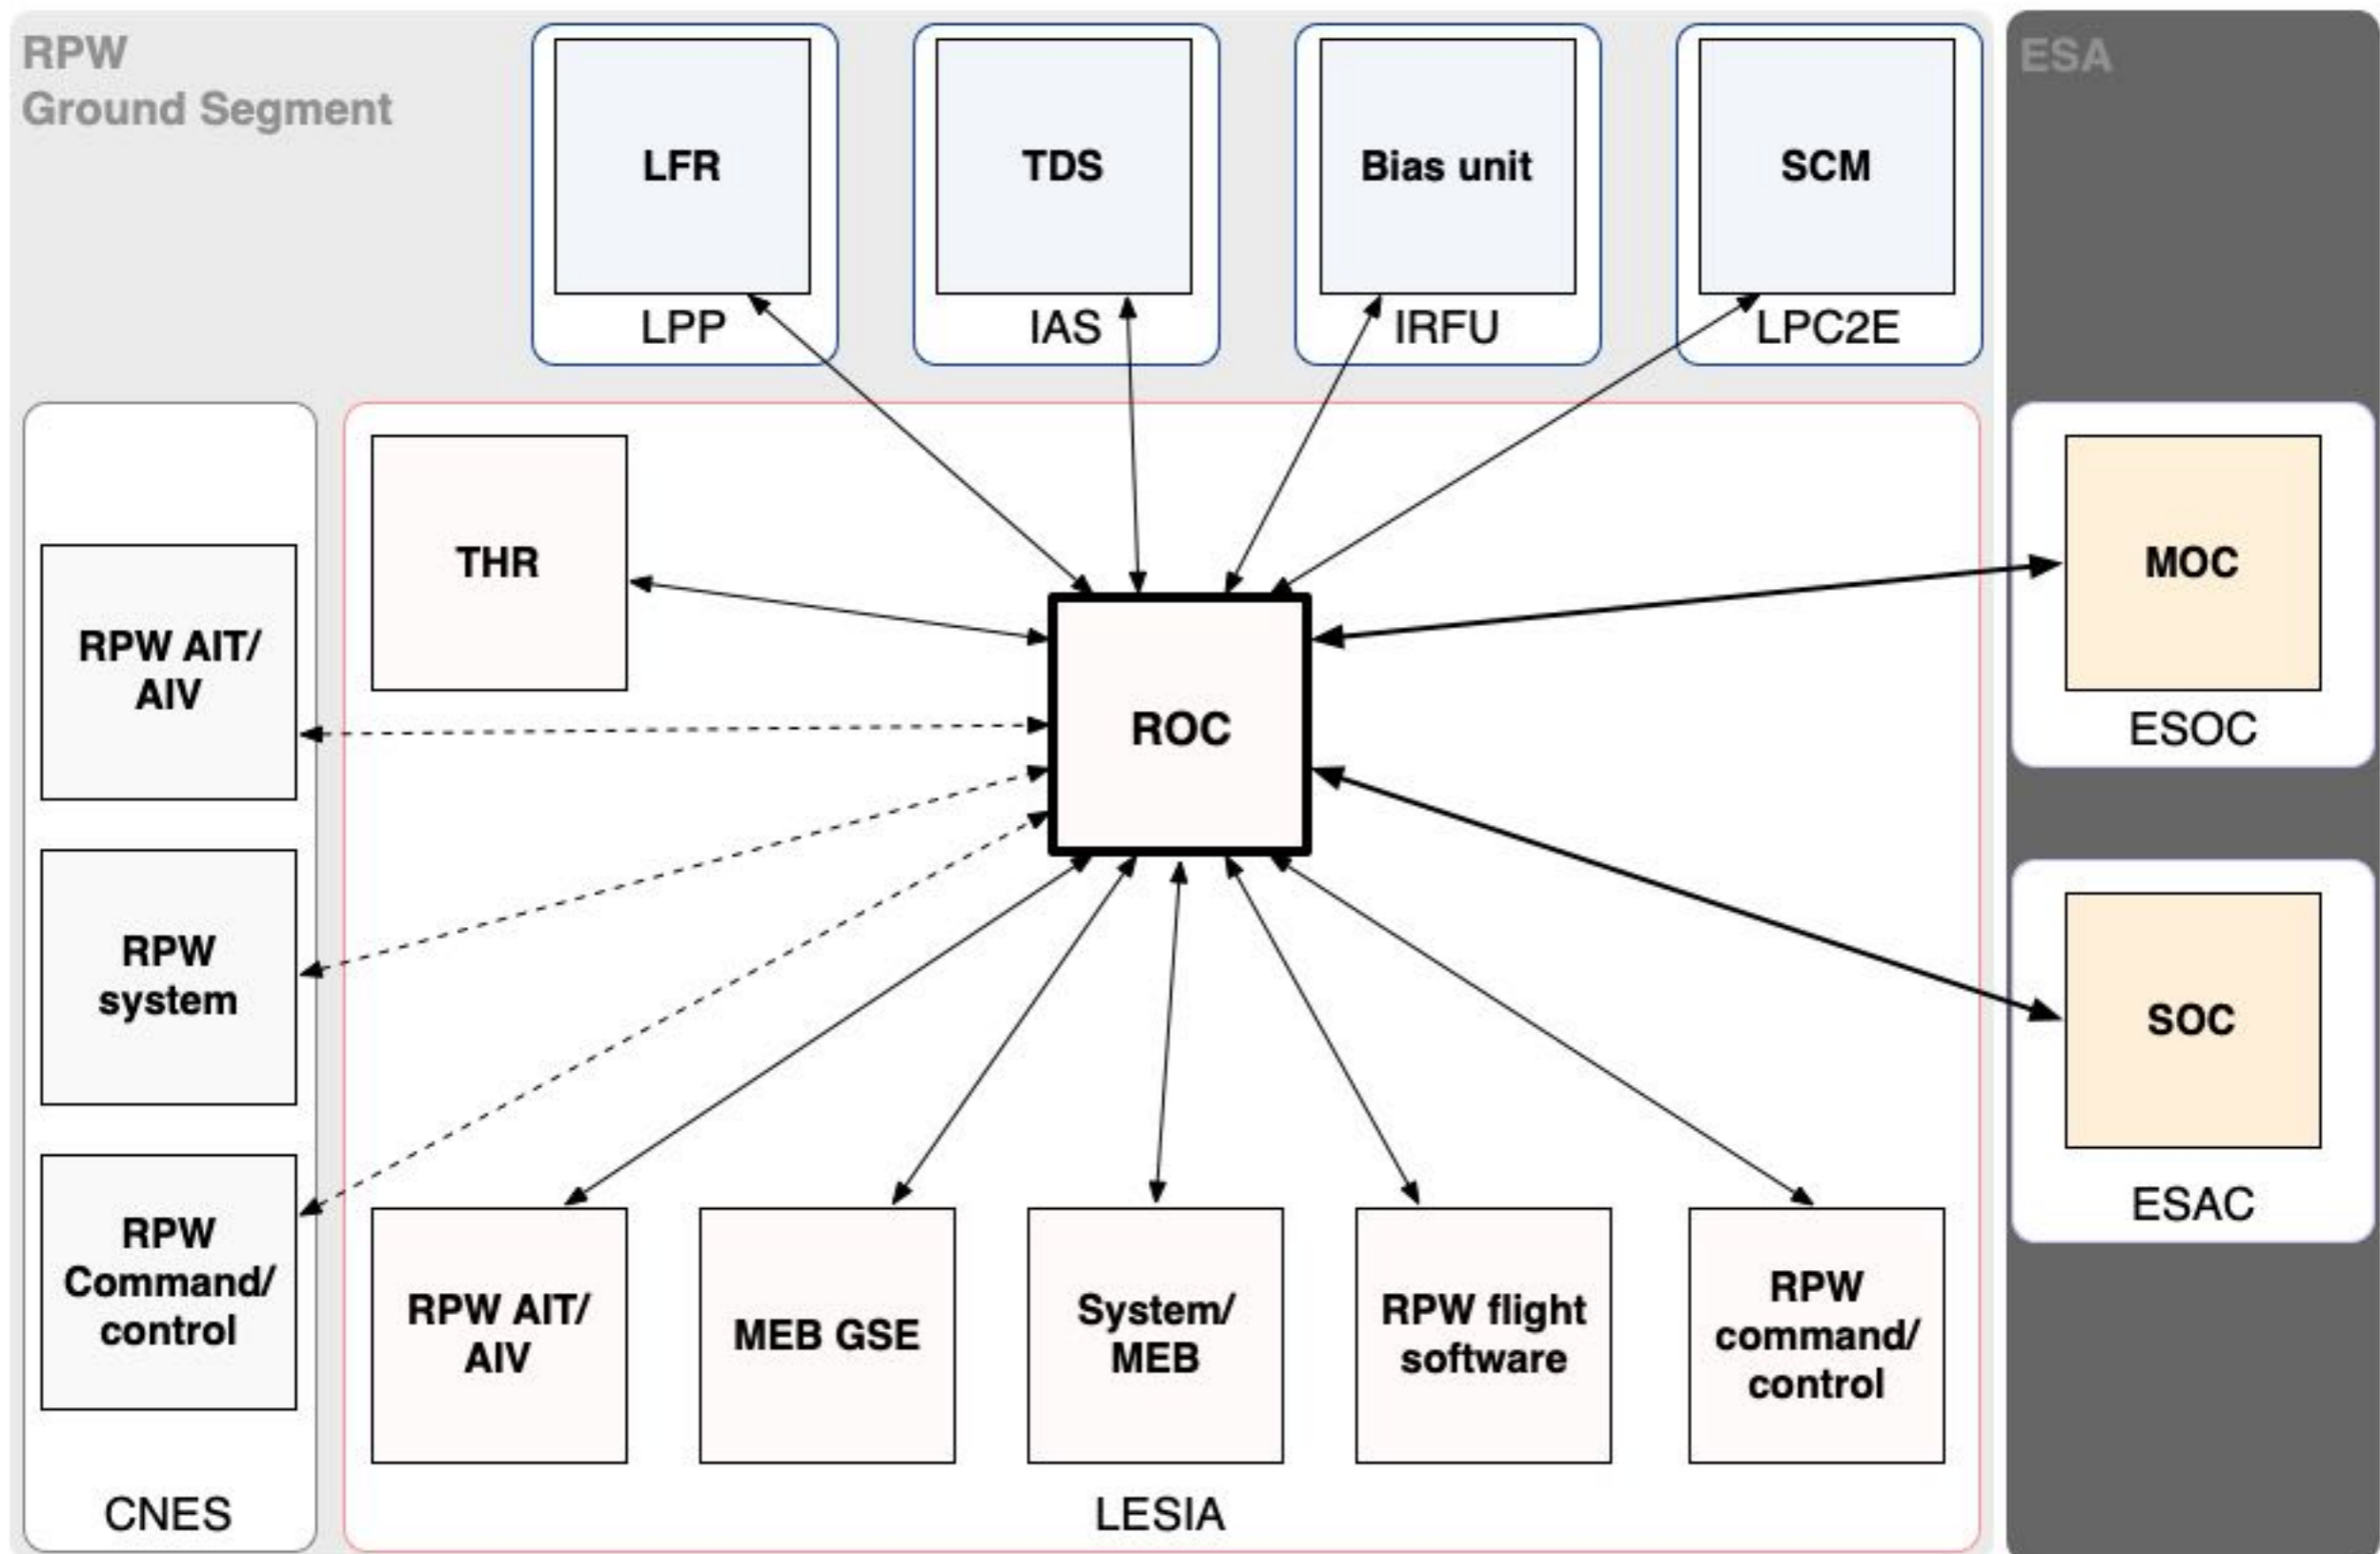 RPW
Ground Segment
LFR
LPP
TDS
IAS
Bias unit
IRFU
SCM
LPC2E
ESA
RPW AIT/
AIV
RPW
system
RPW
Command/
control
CNES
THR
ROC
RPW AIT/
AIV
MEB GSE
System/
MEB
RPW flight
software
RPW
command/
control
LESIA
MOC
ESOC
SOC
ESAC